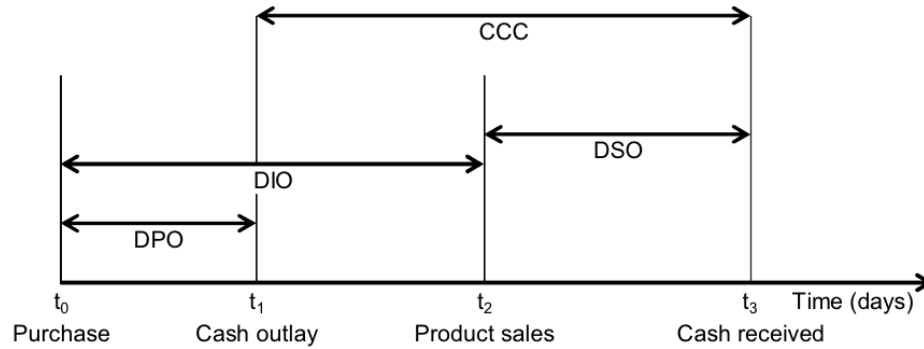 CCC
DSO
DIO
DPO
t0 t1 t2 t3 Time (days)
Purchase Cash outlay Product sales Cash received